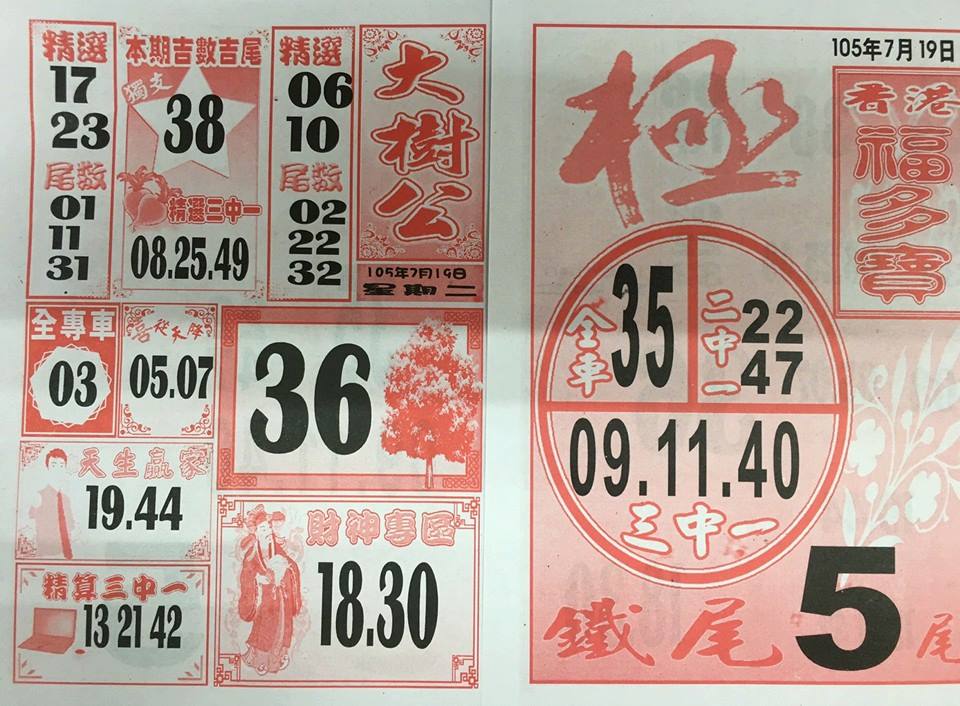 精選
17
23
尾数
01
11
31
本期吉數吉尾
獨支
38
精選三中一
08.25.49
精選
06
10
尾数
02
22
32
大樹公
105年7月19日
星期二
全專車
03
喜從天降
05.07
36
天生贏家
19.44
精算三中一
13 21 42
財神專區
18.30
105年7月19日
極
香港
福多寶
全車
35
二中一
22
47
09.11.40
三中一
鐵尾
5
尾